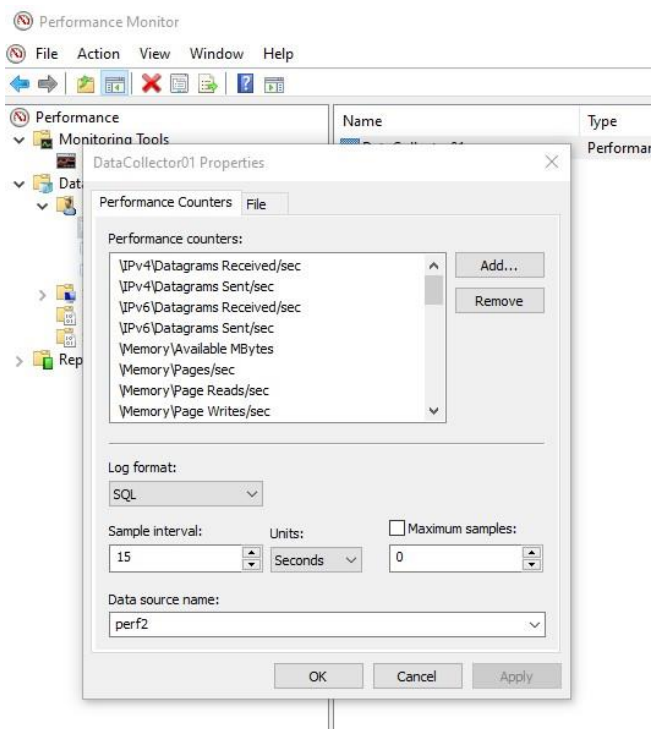 Performance Monitor
File Action View Window Help
Performance
Monitoring Tools
Rep
Name Type
Performar
DataCollector01 Properties
Performance Counters File
Performance counters:
\IPv4\Datagrams Received/sec
\IPv4\Datagrams Sent/sec
\IPv6\Datagrams Received/sec
\IPv6\Datagrams Sent/sec
\Memory\Available MBytes
\Memory\Pages/sec
\Memory\Page Reads/sec
\Memory\Page Writes/sec
Add...
Remove
Log format:
SQL
Sample interval: Units: Maximum samples:
15 Seconds 0
Data source name:
perf2
OK Cancel Apply